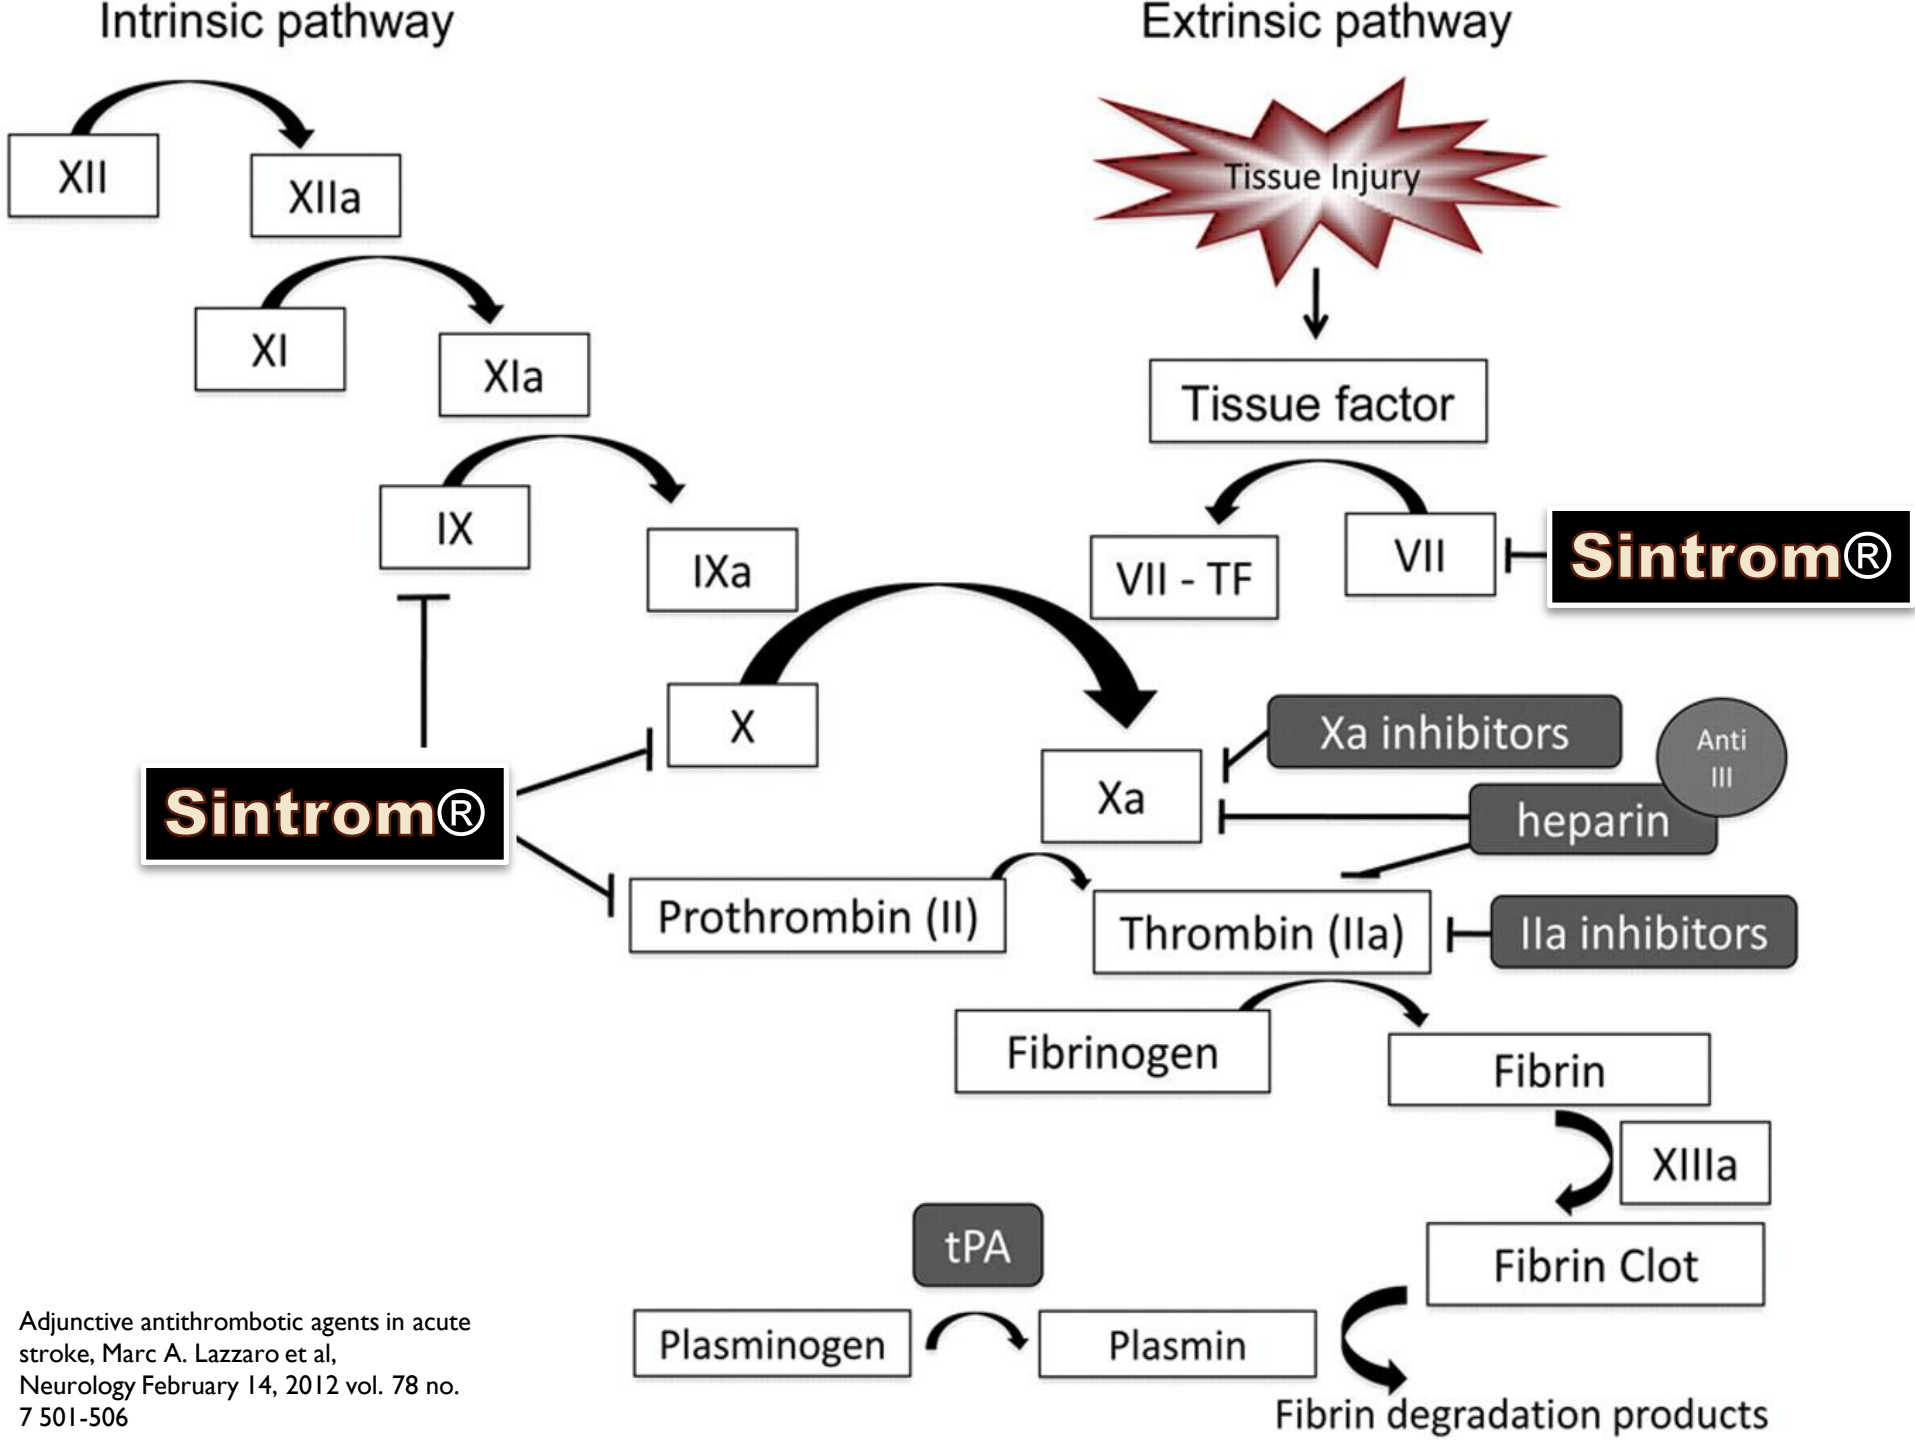 Intrinsic pathway
Extrinsic pathway
XII
XIIa
Tissue Injury
XI
XIa
Tissue factor
IX
IXa
VII - TF
VII
Sintrom®
X
Xa inhibitors
Anti
III
Sintrom®
Xa
heparin
Prothrombin (II)
Thrombin (IIa)
IIa inhibitors
Fibrinogen
Fibrin
XIIIa
tPA
Fibrin Clot
Plasminogen
Plasmin
Fibrin degradation products
Adjunctive antithrombotic agents in acute
stroke, Marc A. Lazzaro et al,
Neurology February 14, 2012 vol. 78 no.
7 501-506